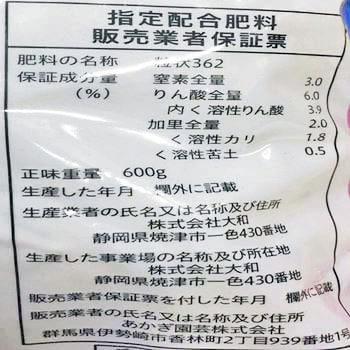 指定配合肥料
販売業者保証票
肥料の名称 粒状362
保証成分量 窒素全量 3.0
(%) りん酸全量 6.0
内く溶性りん酸 3.9
加里全量 2.0
く溶性カリ 1.8
く溶性苦土 0.5
正味重量 600g
生産した年月 欄外に記載
生産業者の氏名又は名称及び住所
株式会社大和
静岡県焼津市一色430番地
生産した事業場の名称及び所在地
株式会社大和
静岡県焼津市一色430番地
販売業者保証票を付した年月 欄外に記載
販売業者の氏名又は名称及び住所
あかぎ園芸株式会社
群馬県伊勢崎市香林町2丁目939番地1号